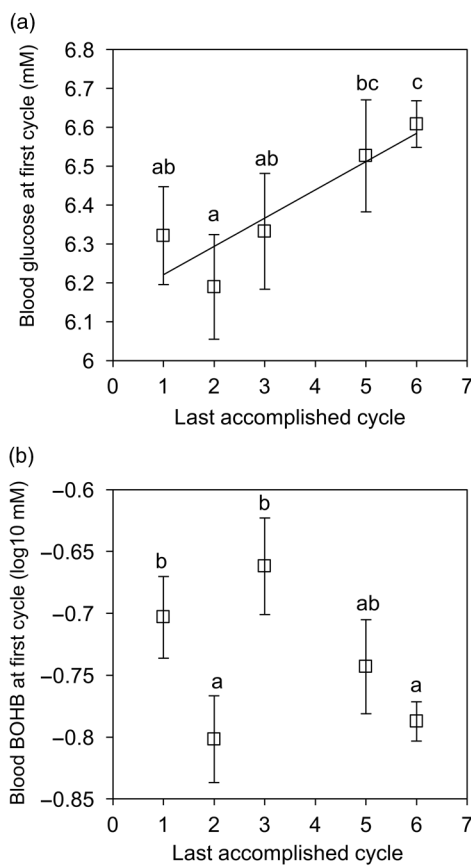 (a)
Blood glucose at first cycle (mM)
6.8
6.7
6.6
6.5
6.4
6.3
6.2
6.1
6
ab
a
ab
bc
c
0 1 2 3 4 5 6 7
Last accomplished cycle
(b)
Blood BOHB at first cycle (log10 mM)
−0.6
−0.65
−0.7
−0.75
−0.8
−0.85
b
a
b
ab
a
0 1 2 3 4 5 6 7
Last accomplished cycle